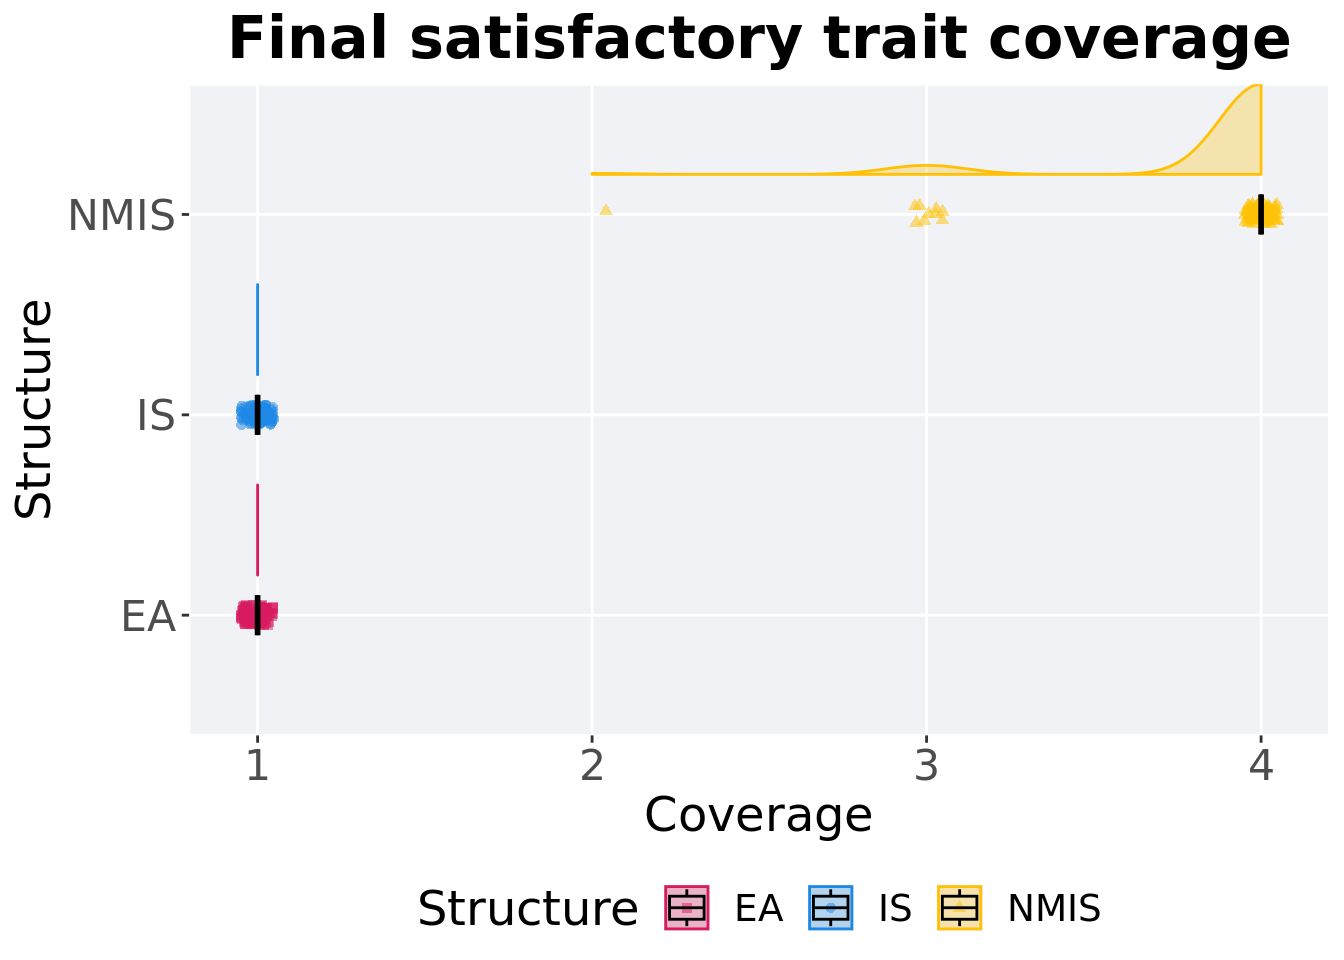 Final satisfactory trait coverage
NMIS
IS
EA
Structure
1 2 3 4
Coverage
Structure EA IS NMIS